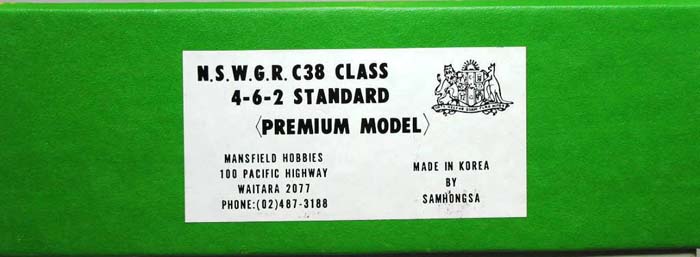 N.S.W.G.R. C38 CLASS
4-6-2 STANDARD
〈PREMIUM MODEL〉
MANSFIELD HOBBIES
100 PACIFIC HIGHWAY
WAITARA 2077
PHONE:(02)487-3188
MADE IN KOREA
BY
SAMHONGSA